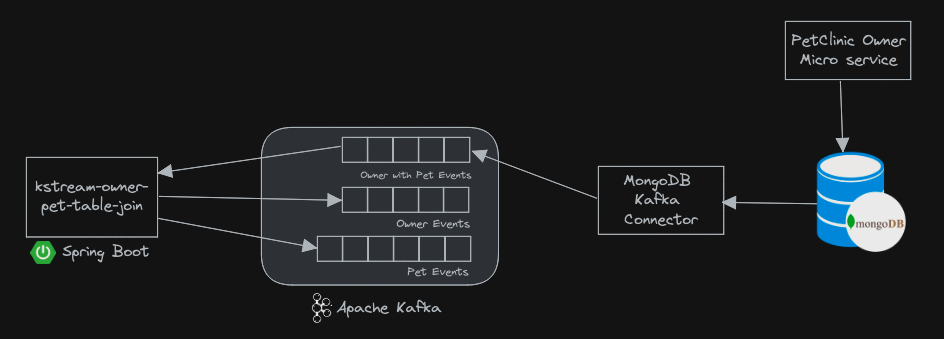 PetClinic Owner
Micro service
Owner with Pet Events
kstream-owner-
pet-table-join
MongoDB
Kafka
Connector
Owner Events
mongoDB
Spring Boot
Pet Events
Apache Kafka